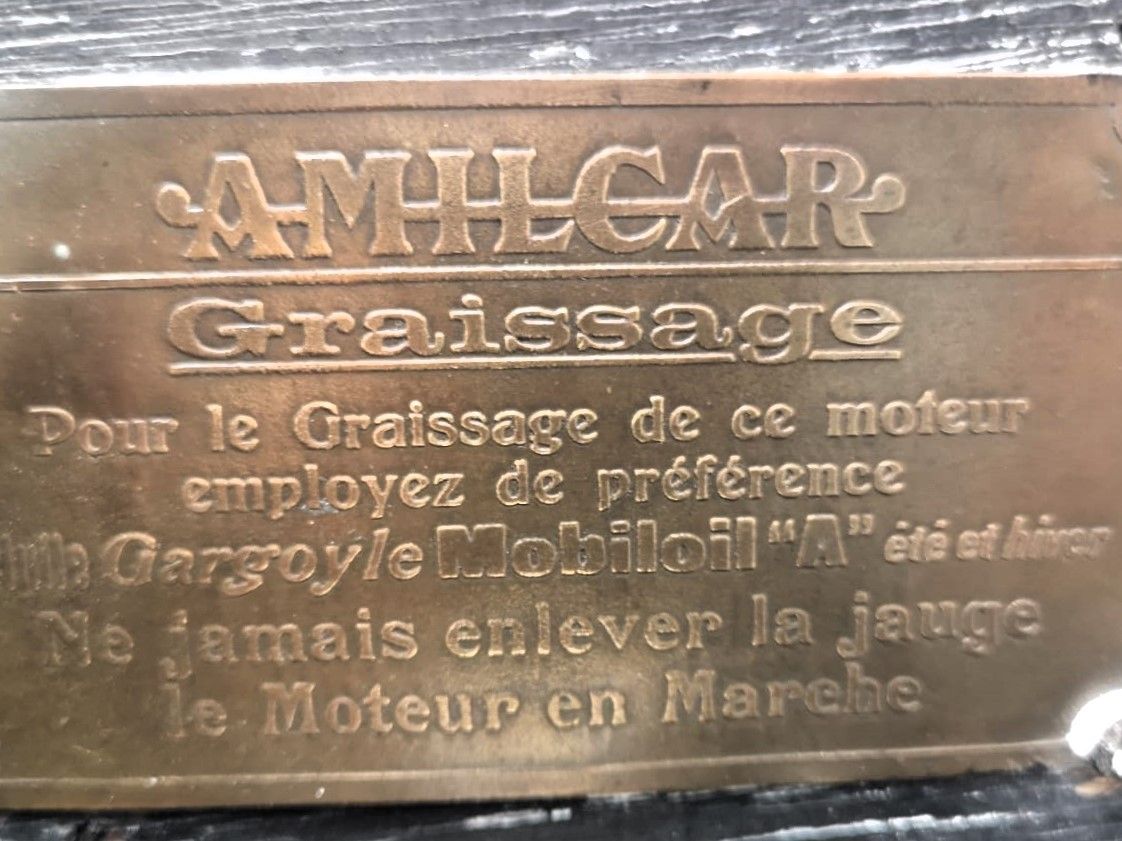 AMILCAR
Graissage
Pour le Graissage de ce moteur
employez de préférence
Gargoyle Mobiloil "A" été et hiver
Ne jamais enlever la jauge
le Moteur en Marche